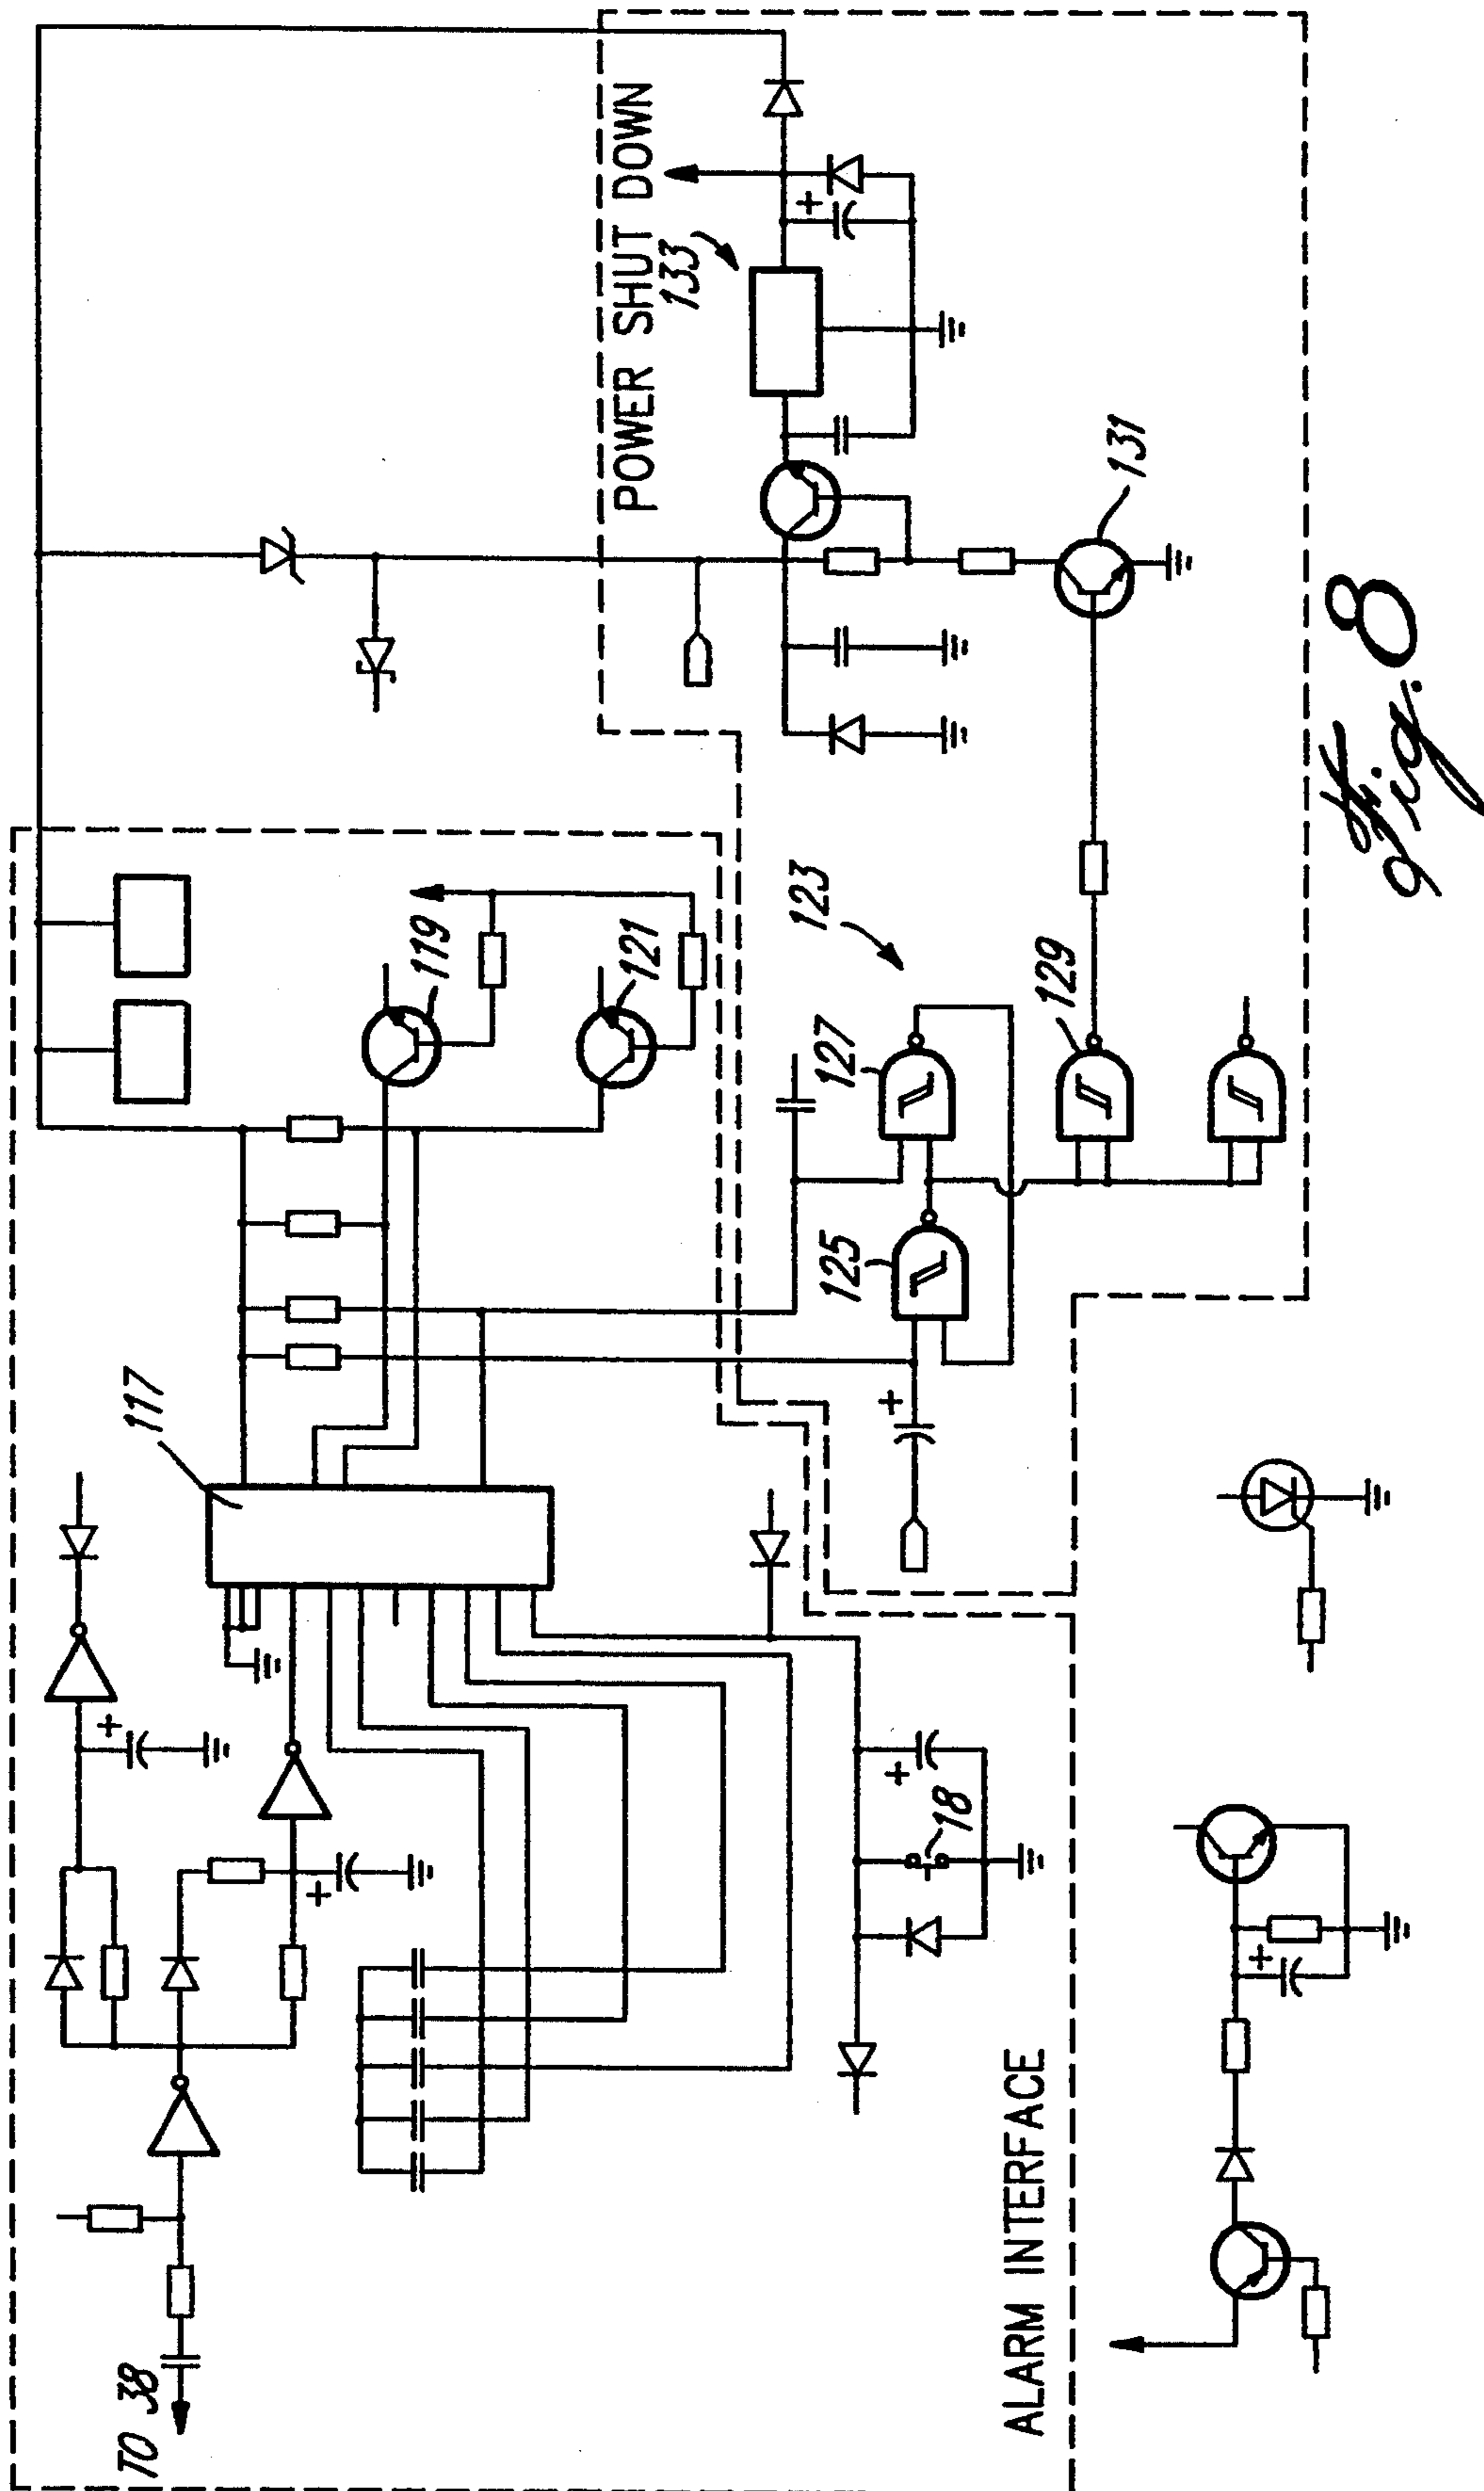 TO 38
117
119
121
18
ALARM INTERFACE
POWER SHUT DOWN
133
123
125
127
129
131
Fig. 8